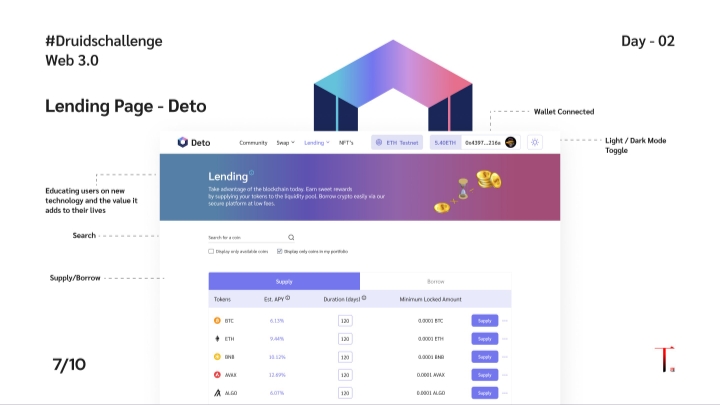 #Druidschallenge
Web 3.0
Day - 02
Lending Page - Deto
Wallet Connected
Deto
Community Swap Lending NFT's
ETH Testnet
5.40ETH 0x4397...216a
Light / Dark Mode
Toggle
Lending
Take advantage of the blockchain today. Earn sweet rewards
by supplying your tokens to the liquidity pool. Borrow crypto easily via our
secure platform at low fees.
Educating users on new
technology and the value it
adds to their lives
Search
Search for a coin
Display only available coins Display only coins in my portfolio
Supply/Borrow
Supply Borrow
Tokens Est. APY Duration (days) Minimum Locked Amount
BTC 6.13% 120 0.0001 BTC Supply
ETH 9.44% 120 0.0001 ETH Supply
BNB 10.12% 120 0.0001 BNB Supply
AVAX 12.69% 120 0.0001 AVAX Supply
ALGO 6.07% 120 0.0001 ALGO Supply
7/10